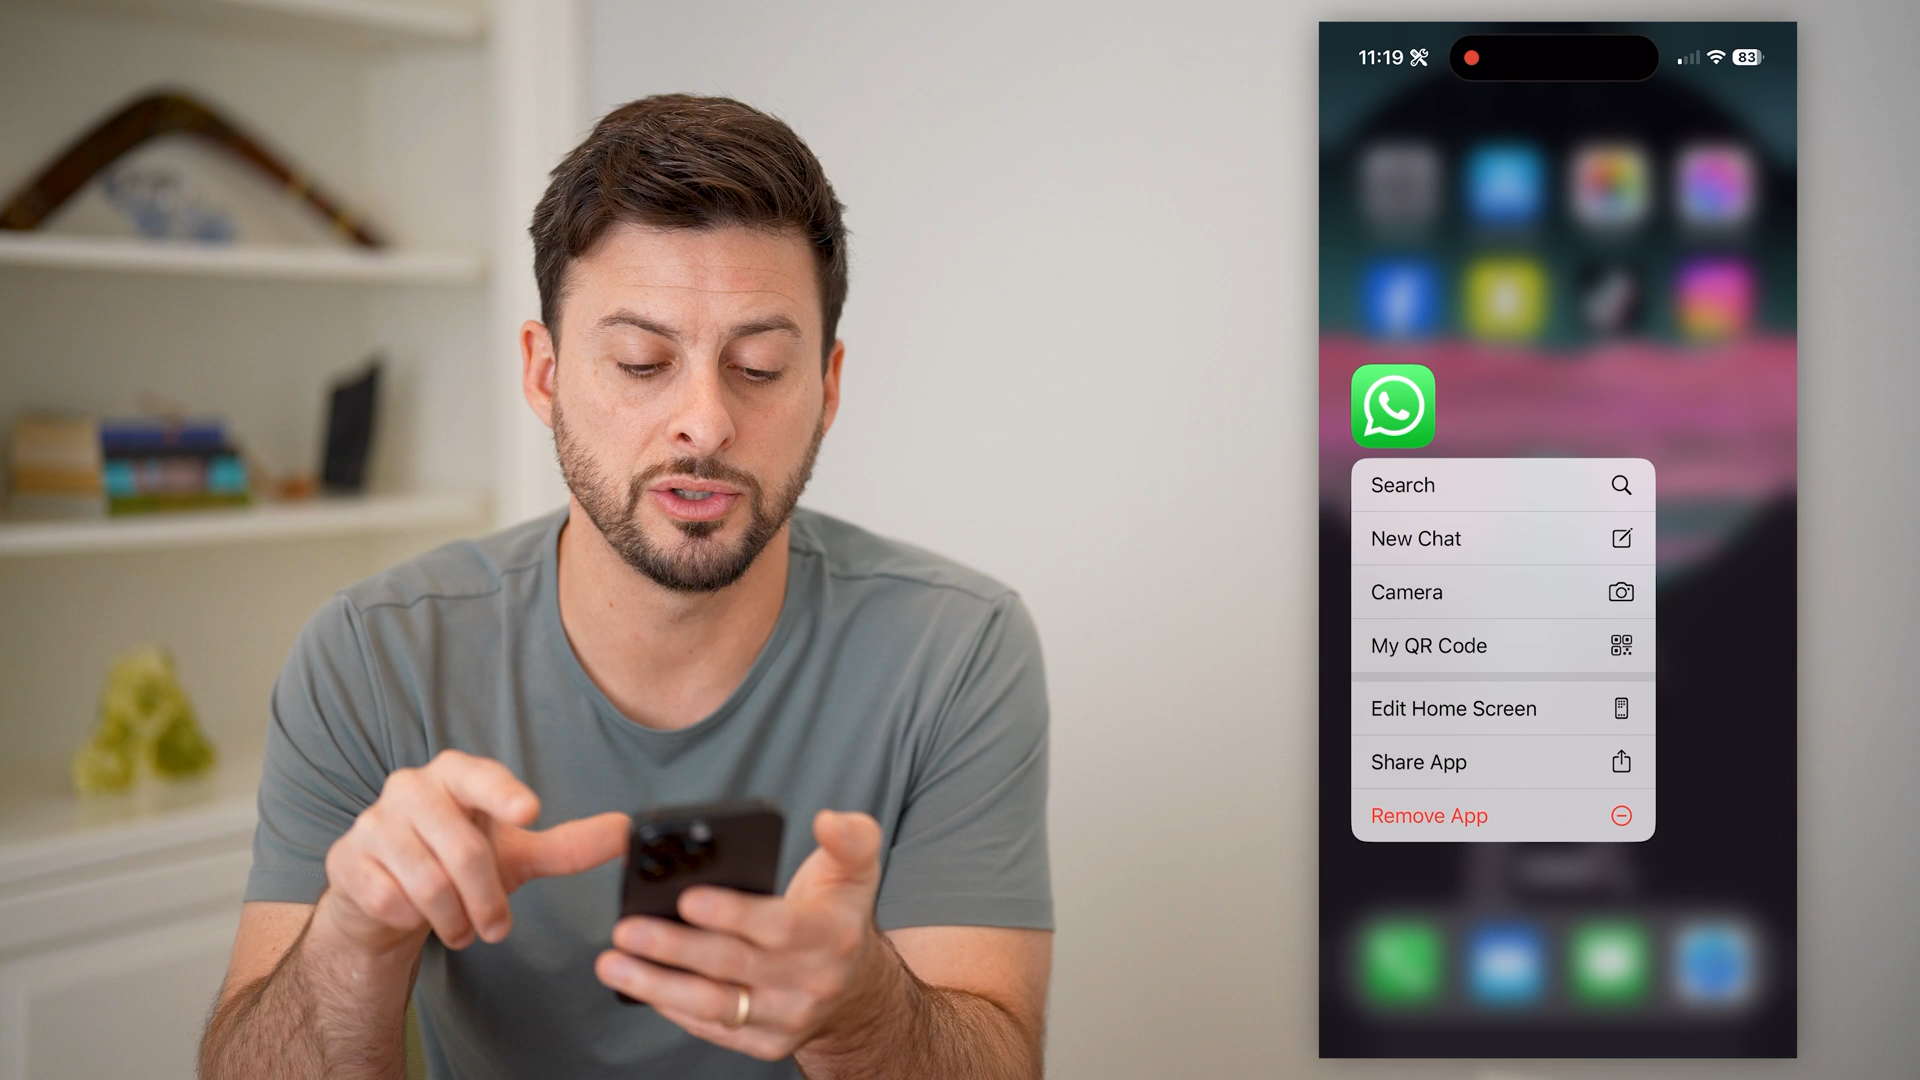 11:19
83
Search
New Chat
Camera
My QR Code
Edit Home Screen
Share App
Remove App